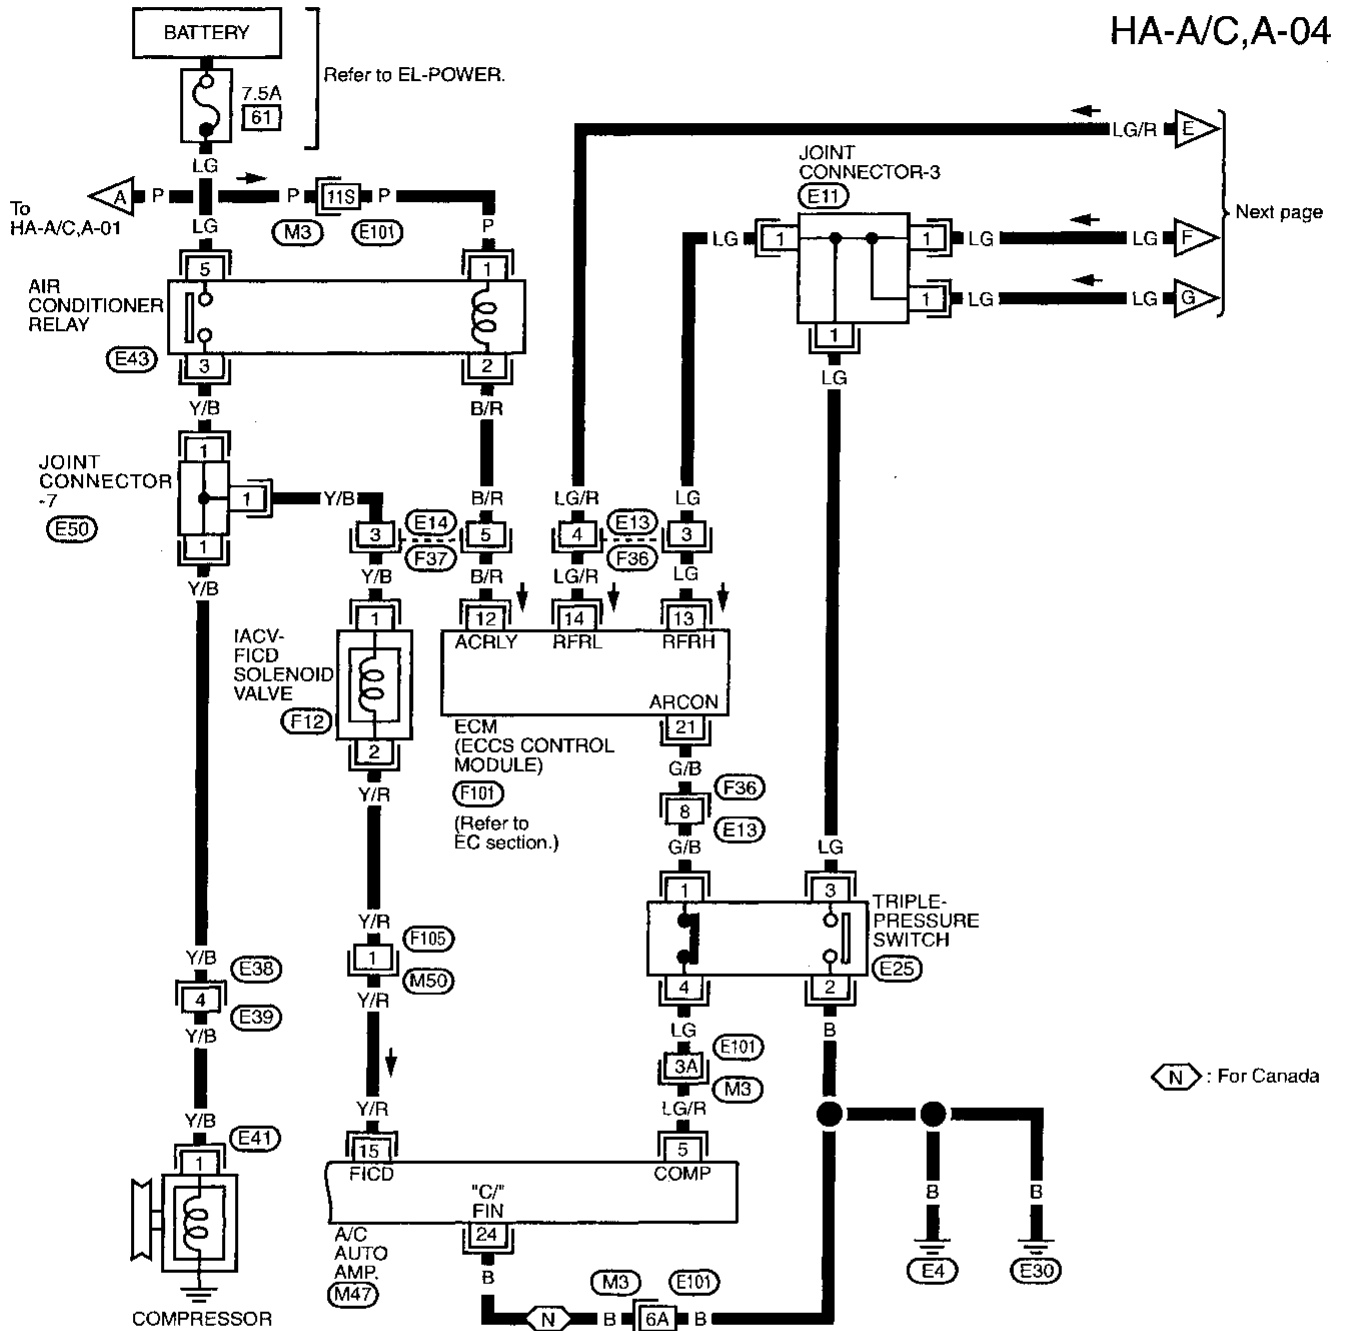 HA-A/C,A-04
BATTERY
Refer to EL-POWER.
7.5A
61
LG
LG/R
E
JOINT
CONNECTOR-3
E11
To
HA-A/C,A-01
A
P
P
11S
P
M3
E101
LG
P
LG
1
1
LG
LG
F
Next page
1
LG
LG
G
1
LG
5
1
AIR
CONDITIONER
RELAY
E43
3
2
Y/B
B/R
1
JOINT
CONNECTOR
-7
E50
1
Y/B
1
Y/B
B/R
LG/R
LG
3
E14
F37
5
4
E13
F36
3
Y/B
B/R
LG/R
LG
1
12
14
13
ACRLY
RFRL
RFRH
ARCON
21
IACV-
FICD
SOLENOID
VALVE
F12
2
ECM
(ECCS CONTROL
MODULE)
F101
(Refer to
EC section.)
Y/R
G/B
F36
8
E13
G/B
LG
1
3
TRIPLE-
PRESSURE
SWITCH
E25
4
2
Y/R
F105
1
M50
Y/R
Y/B
E38
4
E39
Y/B
LG
B
E101
3A
M3
LG/R
N
: For Canada
Y/B
E41
1
Y/R
15
5
FICD
COMP
"C/"
FIN
24
A/C
AUTO
AMP.
M47
B
B
B
E4
E30
COMPRESSOR
N
B
M3
6A
E101
B